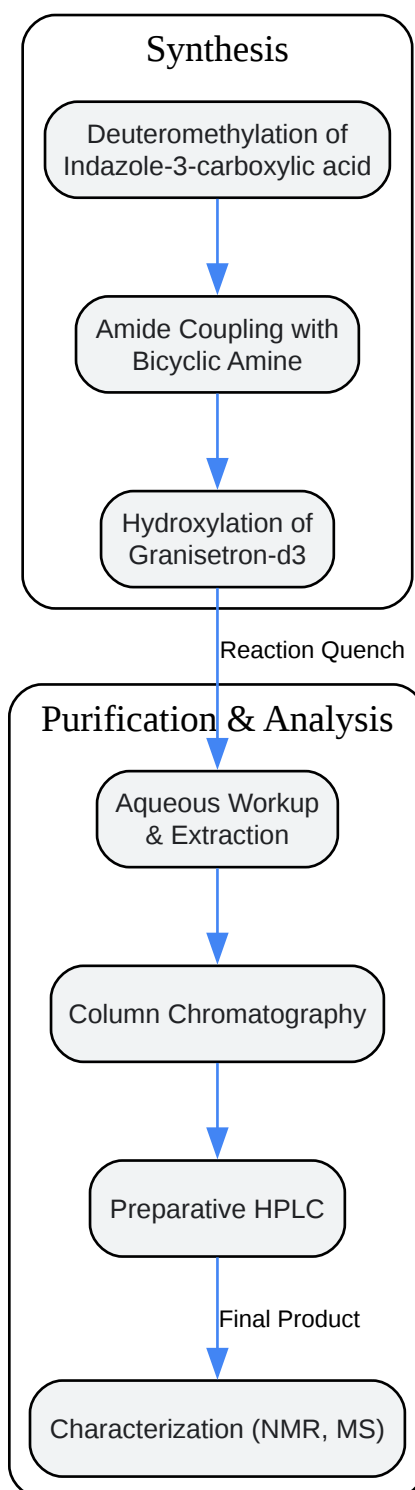 Synthesis
Deuteromethylation of
Indazole-3-carboxylic acid
Amide Coupling with
Bicyclic Amine
Hydroxylation of
Granisetron-d3
Reaction Quench
Purification & Analysis
Aqueous Workup
& Extraction
Column Chromatography
Preparative HPLC
Final Product
Characterization (NMR, MS)